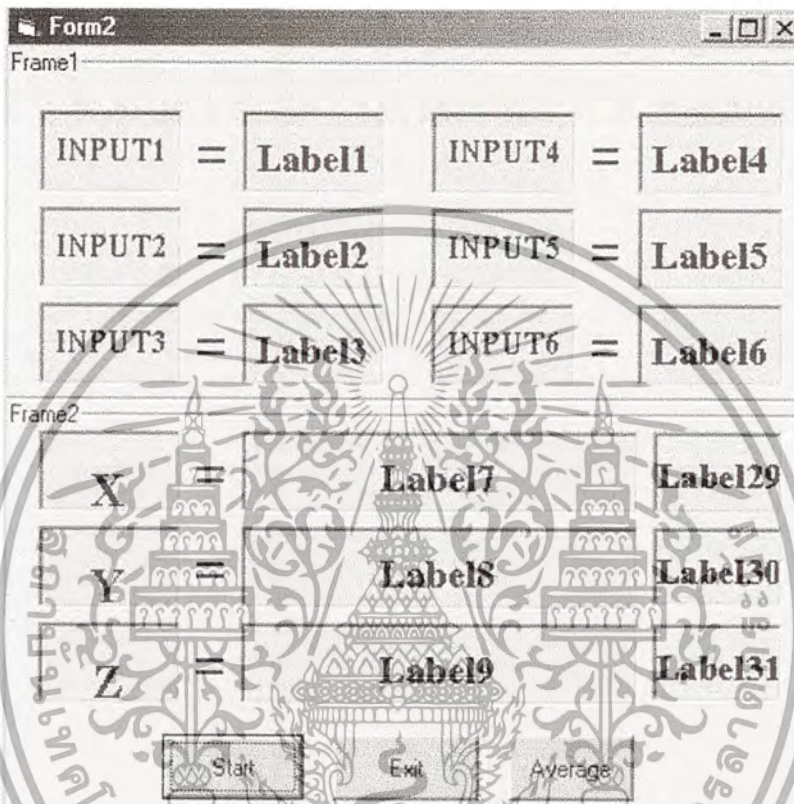 Form2
Frame1
INPUT1 = Label1 INPUT4 = Label4
INPUT2 = Label2 INPUT5 = Label5
INPUT3 = Label3 INPUT6 = Label6
Frame2
X = Label7 Label29
Y = Label8 Label30
Z = Label9 Label31
Start Exit Average